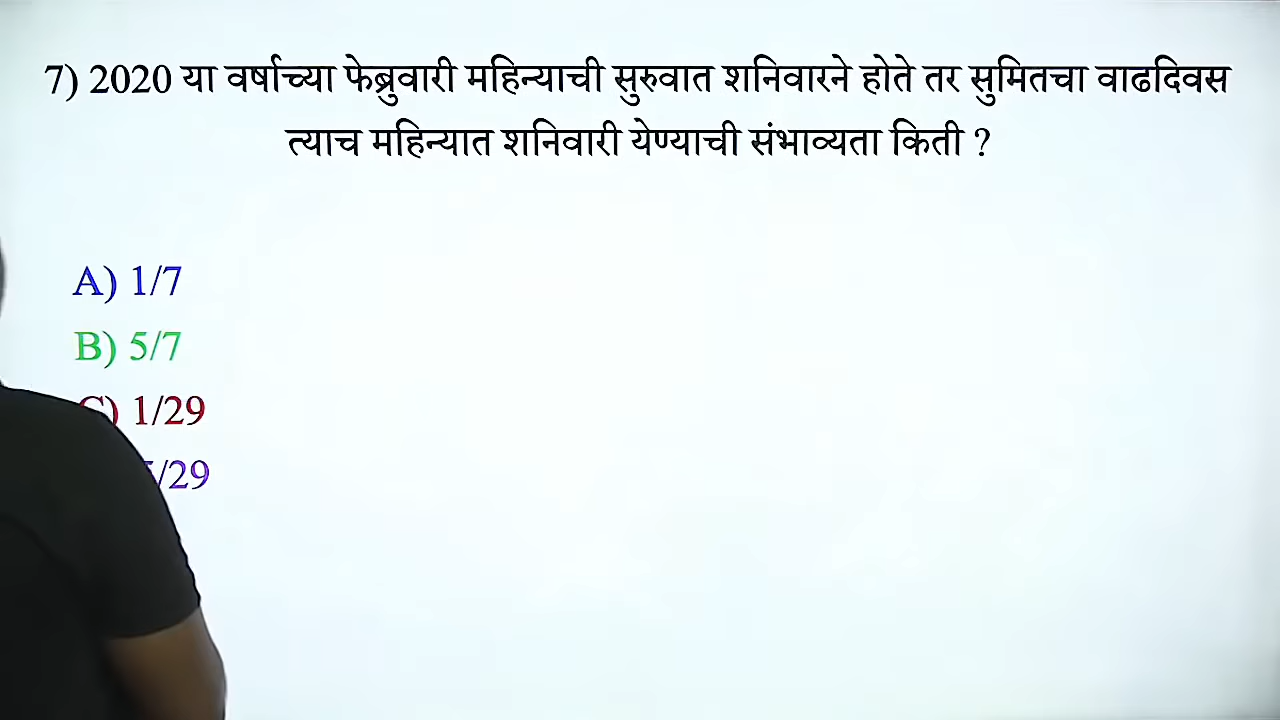 7) 2020 या वर्षाच्या फेब्रुवारी महिन्याची सुरुवात शनिवारने होते तर सुमितचा वाढदिवस
त्याच महिन्यात शनिवारी येण्याची संभाव्यता किती ?
A) 1/7
B) 5/7
C) 1/29
/29